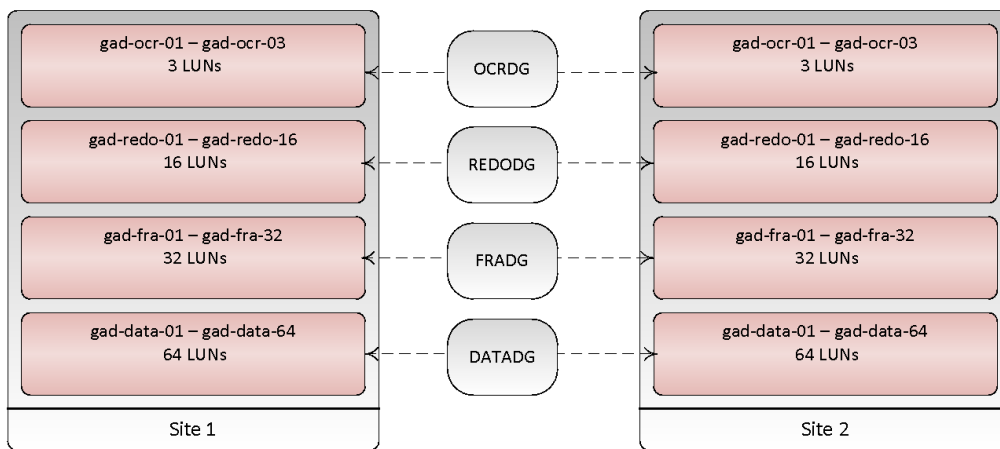 gad-ocr-01 – gad-ocr-03
3 LUNs
OCRDG
gad-ocr-01 – gad-ocr-03
3 LUNs
gad-redo-01 – gad-redo-16
16 LUNs
REDODG
gad-redo-01 – gad-redo-16
16 LUNs
gad-fra-01 – gad-fra-32
32 LUNs
FRADG
gad-fra-01 – gad-fra-32
32 LUNs
gad-data-01 – gad-data-64
64 LUNs
DATADG
gad-data-01 – gad-data-64
64 LUNs
Site 1
Site 2